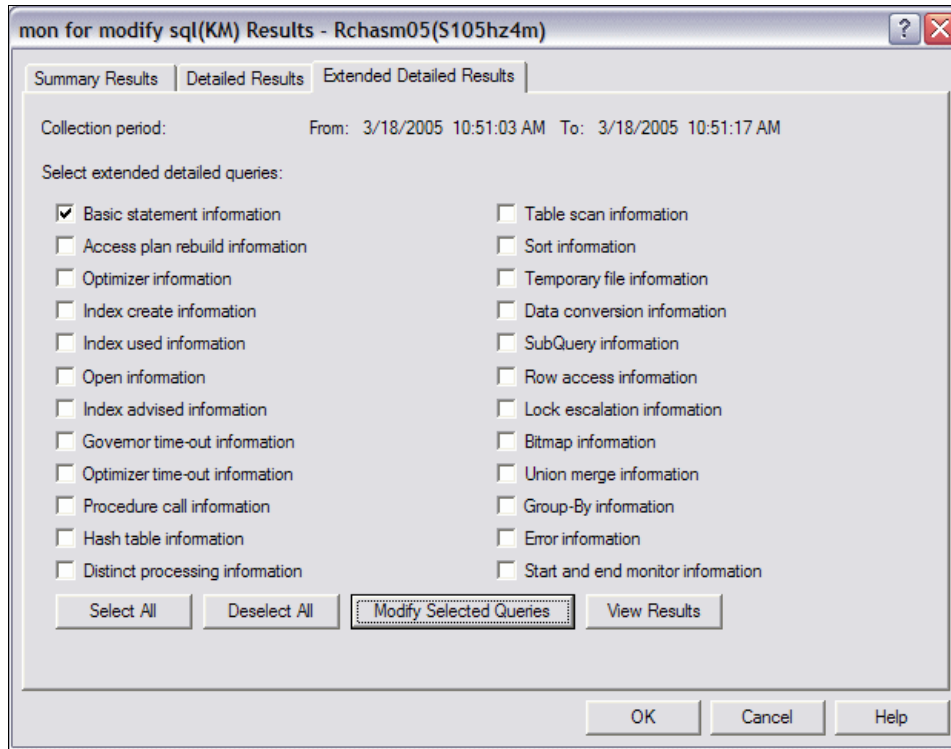 mon for modify sql(KM) Results - Rchasm05(S105hz4m)
Summary Results Detailed Results Extended Detailed Results
Collection period: From: 3/18/2005 10:51:03 AM To: 3/18/2005 10:51:17 AM
Select extended detailed queries:
Basic statement information
Access plan rebuild information
Optimizer information
Index create information
Index used information
Open information
Index advised information
Governor time-out information
Optimizer time-out information
Procedure call information
Hash table information
Distinct processing information
Table scan information
Sort information
Temporary file information
Data conversion information
SubQuery information
Row access information
Lock escalation information
Bitmap information
Union merge information
Group-By information
Error information
Start and end monitor information
Select All Deselect All Modify Selected Queries View Results
OK Cancel Help